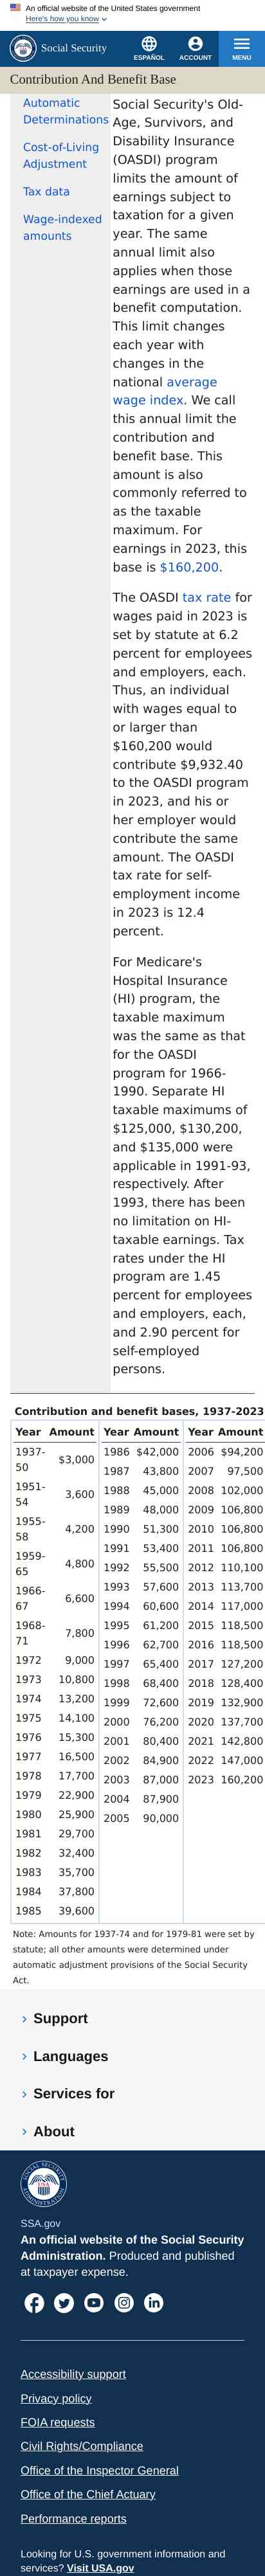 An official website of the United States government
Here's how you know
Social Security
ESPAÑOL
ACCOUNT
MENU
Contribution And Benefit Base
Automatic
Determinations
Cost-of-Living
Adjustment
Tax data
Wage-indexed
amounts
Social Security's Old-
Age, Survivors, and
Disability Insurance
(OASDI) program
limits the amount of
earnings subject to
taxation for a given
year. The same
annual limit also
applies when those
earnings are used in a
benefit computation.
This limit changes
each year with
changes in the
national average
wage index. We call
this annual limit the
contribution and
benefit base. This
amount is also
commonly referred to
as the taxable
maximum. For
earnings in 2023, this
base is $160,200.
The OASDI tax rate for
wages paid in 2023 is
set by statute at 6.2
percent for employees
and employers, each.
Thus, an individual
with wages equal to
or larger than
$160,200 would
contribute $9,932.40
to the OASDI program
in 2023, and his or
her employer would
contribute the same
amount. The OASDI
tax rate for self-
employment income
in 2023 is 12.4
percent.
For Medicare's
Hospital Insurance
(HI) program, the
taxable maximum
was the same as that
for the OASDI
program for 1966-
1990. Separate HI
taxable maximums of
$125,000, $130,200,
and $135,000 were
applicable in 1991-93,
respectively. After
1993, there has been
no limitation on HI-
taxable earnings. Tax
rates under the HI
program are 1.45
percent for employees
and employers, each,
and 2.90 percent for
self-employed
persons.
Contribution and benefit bases, 1937-2023
Year Amount
1937-
50 $3,000
1951-
54 3,600
1955-
58 4,200
1959-
65 4,800
1966-
67 6,600
1968-
71 7,800
1972 9,000
1973 10,800
1974 13,200
1975 14,100
1976 15,300
1977 16,500
1978 17,700
1979 22,900
1980 25,900
1981 29,700
1982 32,400
1983 35,700
1984 37,800
1985 39,600
Year Amount
1986 $42,000
1987 43,800
1988 45,000
1989 48,000
1990 51,300
1991 53,400
1992 55,500
1993 57,600
1994 60,600
1995 61,200
1996 62,700
1997 65,400
1998 68,400
1999 72,600
2000 76,200
2001 80,400
2002 84,900
2003 87,000
2004 87,900
2005 90,000
Year Amount
2006 $94,200
2007 97,500
2008 102,000
2009 106,800
2010 106,800
2011 106,800
2012 110,100
2013 113,700
2014 117,000
2015 118,500
2016 118,500
2017 127,200
2018 128,400
2019 132,900
2020 137,700
2021 142,800
2022 147,000
2023 160,200
Note: Amounts for 1937-74 and for 1979-81 were set by
statute; all other amounts were determined under
automatic adjustment provisions of the Social Security
Act.
Support
Languages
Services for
About
SOCIAL SECURITY ADMINISTRATION
USA
SSA.gov
An official website of the Social Security
Administration. Produced and published
at taxpayer expense.
Accessibility support
Privacy policy
FOIA requests
Civil Rights/Compliance
Office of the Inspector General
Office of the Chief Actuary
Performance reports
Looking for U.S. government information and
services? Visit USA.gov